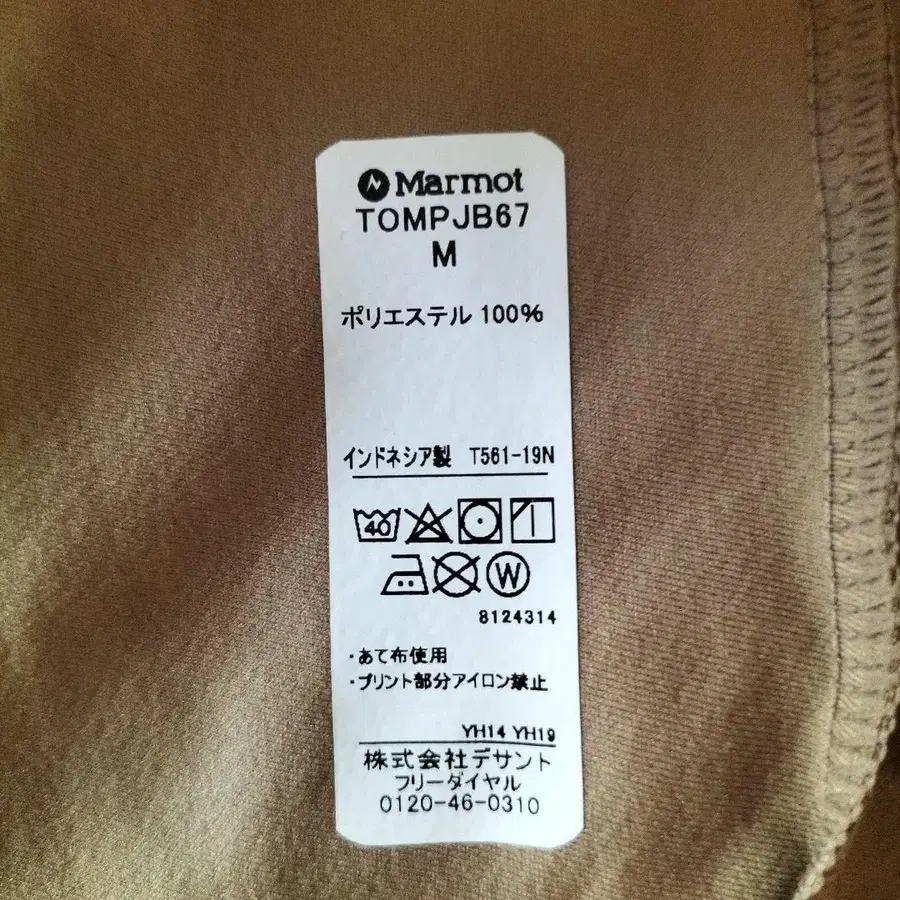 Marmot
TOMPJB67
M
ポリエステル 100%
インドネシア製 T561-19N
40
W
8124314
・あて布使用
・プリント部分アイロン禁止
YH14 YH19
株式会社デサント
フリーダイヤル
0120-46-0310